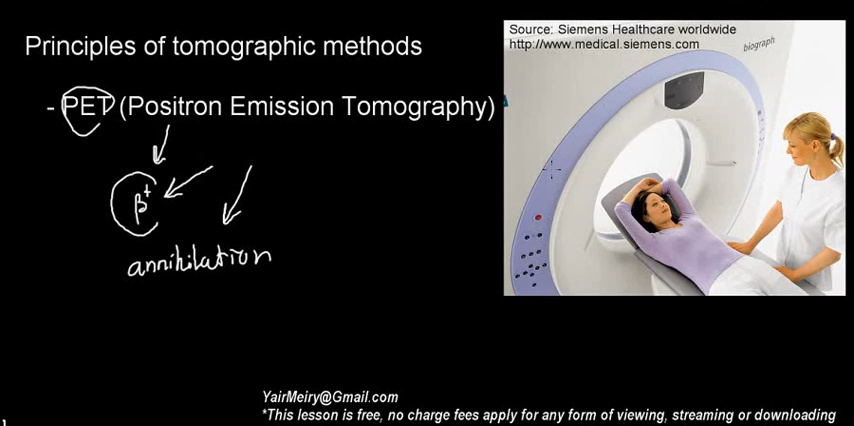 Principles of tomographic methods
Source: Siemens Healthcare worldwide
http://www.medical.siemens.com
biograph
- PET (Positron Emission Tomography)
β+
annihilation
YairMeiry@Gmail.com
*This lesson is free, no charge fees apply for any form of viewing, streaming or downloading